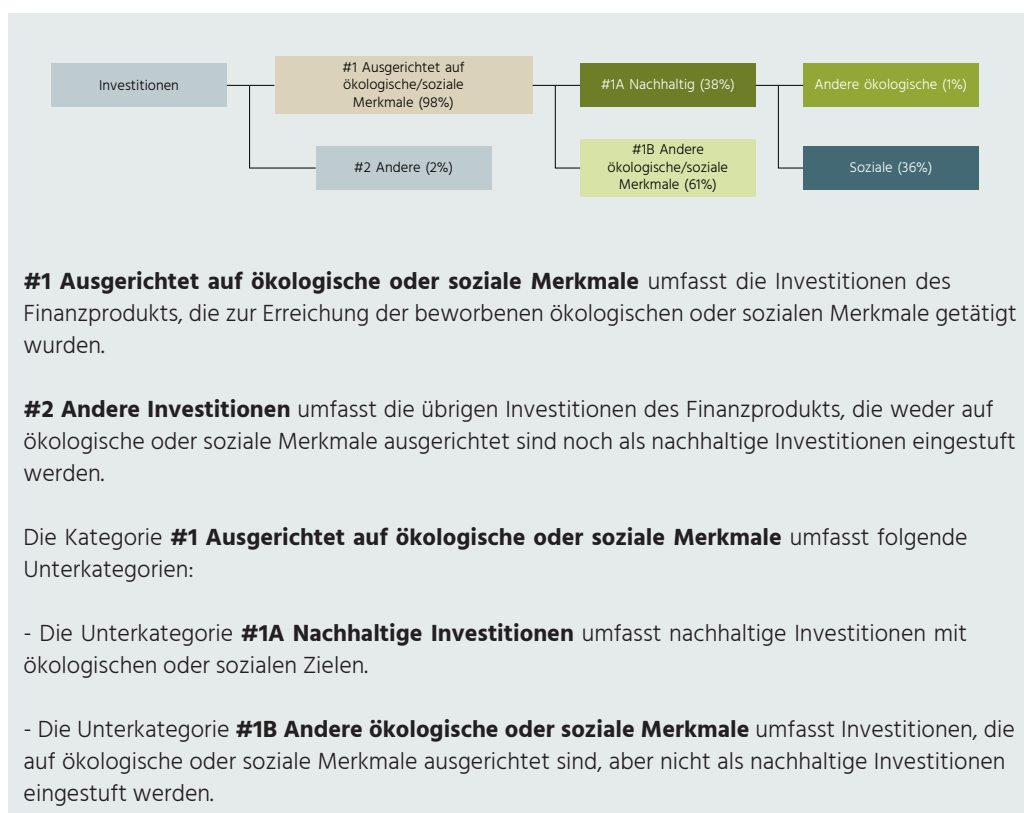 Investitionen
#1 Ausgerichtet auf
ökologische/soziale
Merkmale (98%)
#1A Nachhaltig (38%)
Andere ökologische (1%)
#2 Andere (2%)
#1B Andere
ökologische/soziale
Merkmale (61%)
Soziale (36%)
#1 Ausgerichtet auf ökologische oder soziale Merkmale umfasst die Investitionen des
Finanzprodukts, die zur Erreichung der beworbenen ökologischen oder sozialen Merkmale getätigt
wurden.
#2 Andere Investitionen umfasst die übrigen Investitionen des Finanzprodukts, die weder auf
ökologische oder soziale Merkmale ausgerichtet sind noch als nachhaltige Investitionen eingestuft
werden.
Die Kategorie #1 Ausgerichtet auf ökologische oder soziale Merkmale umfasst folgende
Unterkategorien:
- Die Unterkategorie #1A Nachhaltige Investitionen umfasst nachhaltige Investitionen mit
ökologischen oder sozialen Zielen.
- Die Unterkategorie #1B Andere ökologische oder soziale Merkmale umfasst Investitionen, die
auf ökologische oder soziale Merkmale ausgerichtet sind, aber nicht als nachhaltige Investitionen
eingestuft werden.